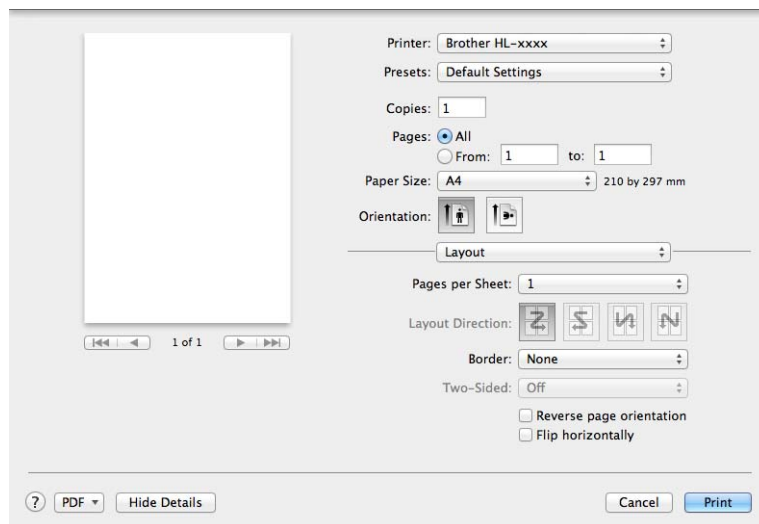 Printer: Brother HL-xxxx
Presets: Default Settings
Copies: 1
Pages: All
From: 1 to: 1
Paper Size: A4 210 by 297 mm
Orientation:
Layout
Pages per Sheet: 1
Layout Direction:
Border: None
Two-Sided: Off
Reverse page orientation
Flip horizontally
1 of 1
? PDF Hide Details Cancel Print